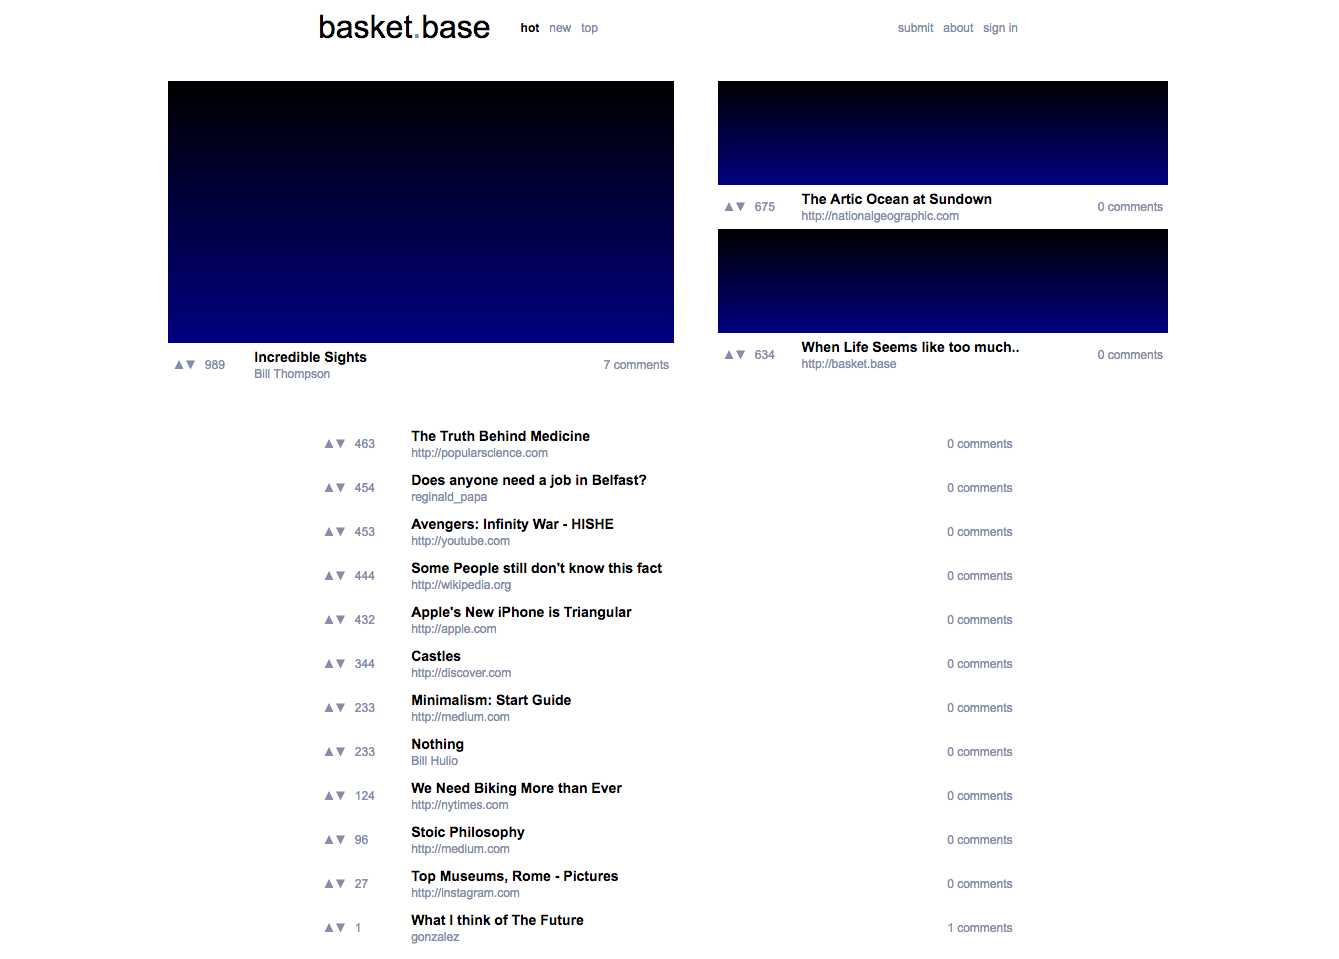 basket.base hot new top submit about sign in
▲▼ 989 Incredible Sights 7 comments
Bill Thompson
▲▼ 675 The Artic Ocean at Sundown 0 comments
http://nationalgeographic.com
▲▼ 634 When Life Seems like too much.. 0 comments
http://basket.base
▲▼ 463 The Truth Behind Medicine 0 comments
http://popularscience.com
▲▼ 454 Does anyone need a job in Belfast? 0 comments
reginald_papa
▲▼ 453 Avengers: Infinity War - HISHE 0 comments
http://youtube.com
▲▼ 444 Some People still don't know this fact 0 comments
http://wikipedia.org
▲▼ 432 Apple's New iPhone is Triangular 0 comments
http://apple.com
▲▼ 344 Castles 0 comments
http://discover.com
▲▼ 233 Minimalism: Start Guide 0 comments
http://medium.com
▲▼ 233 Nothing 0 comments
Bill Hulio
▲▼ 124 We Need Biking More than Ever 0 comments
http://nytimes.com
▲▼ 96 Stoic Philosophy 0 comments
http://medium.com
▲▼ 27 Top Museums, Rome - Pictures 0 comments
http://instagram.com
▲▼ 1 What I think of The Future 1 comments
gonzalez